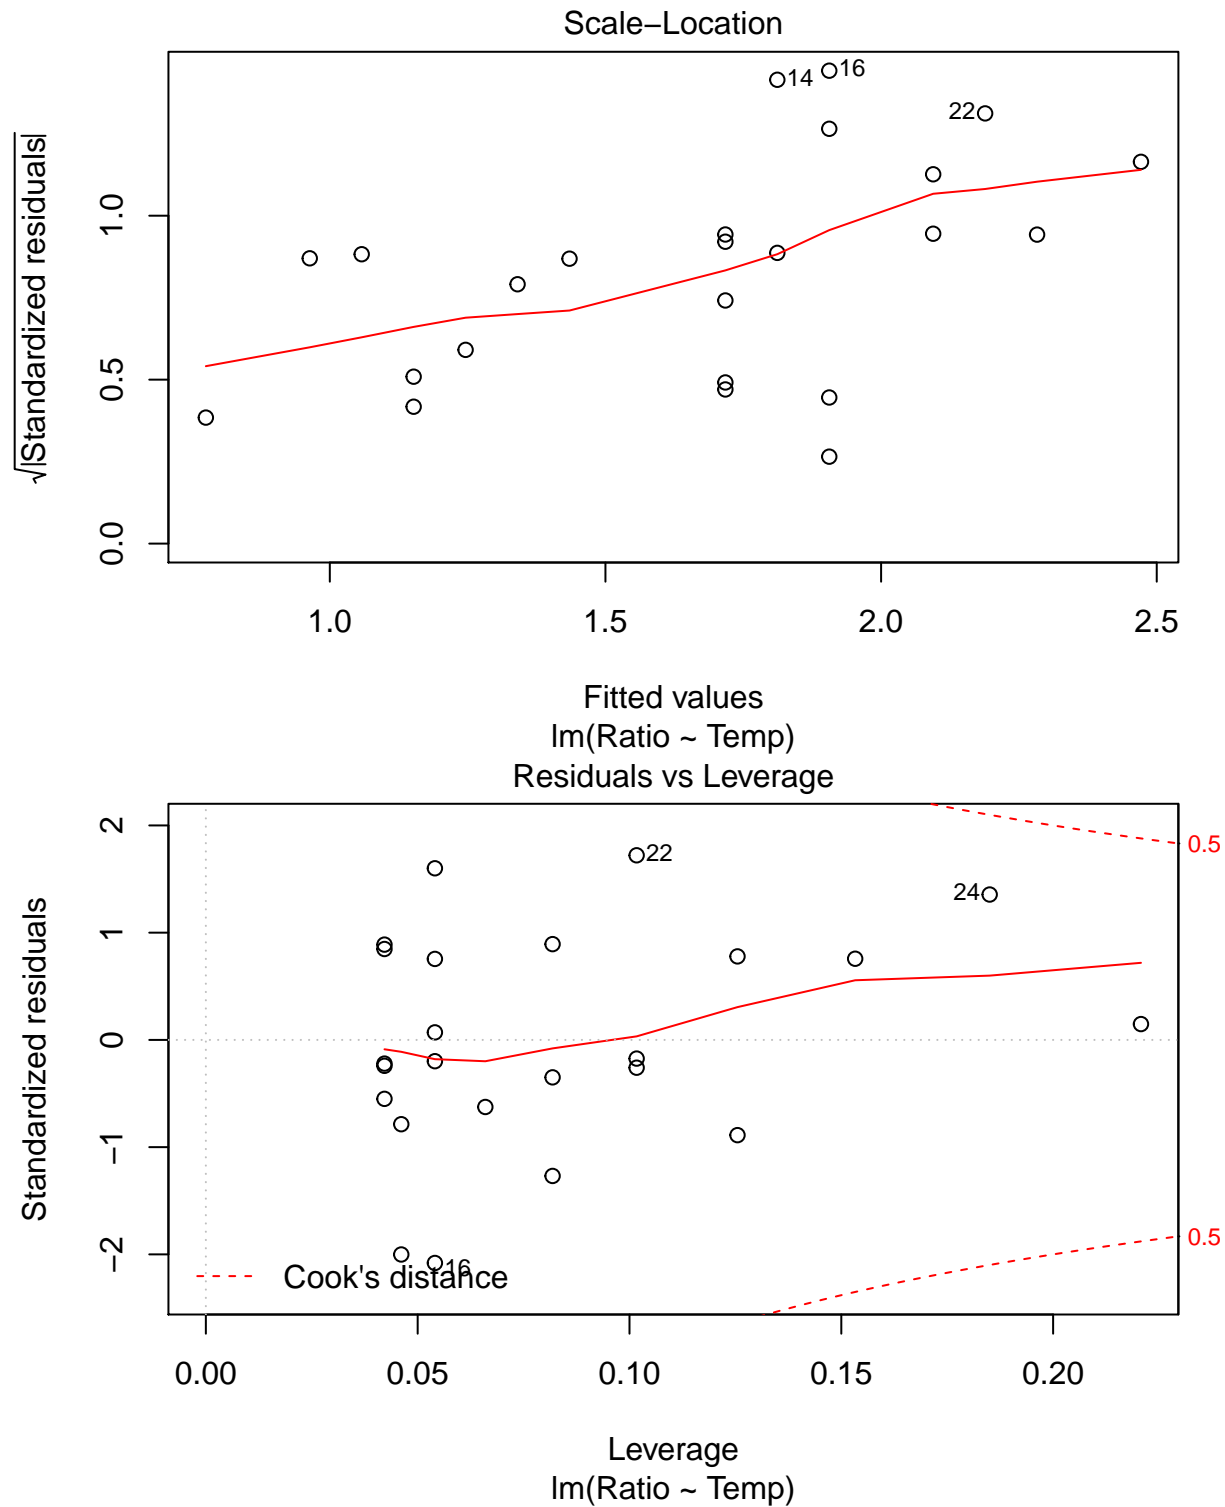 Scale−Location
√|Standardized residuals|
0.0 0.5 1.0
14
16
22
1.0 1.5 2.0 2.5
Fitted values
lm(Ratio ~ Temp)
Residuals vs Leverage
Standardized residuals
−2 −1 0 1 2
22
24
16
0.5
0.5
Cook's distance
0.00 0.05 0.10 0.15 0.20
Leverage
lm(Ratio ~ Temp)